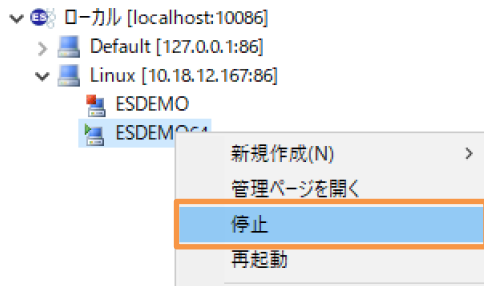 ES ローカル [localhost:10086]
Default [127.0.0.1:86]
Linux [10.18.12.167:86]
ESDEMO
ESDEMO64
新規作成(N)
管理ページを開く
停止
再起動